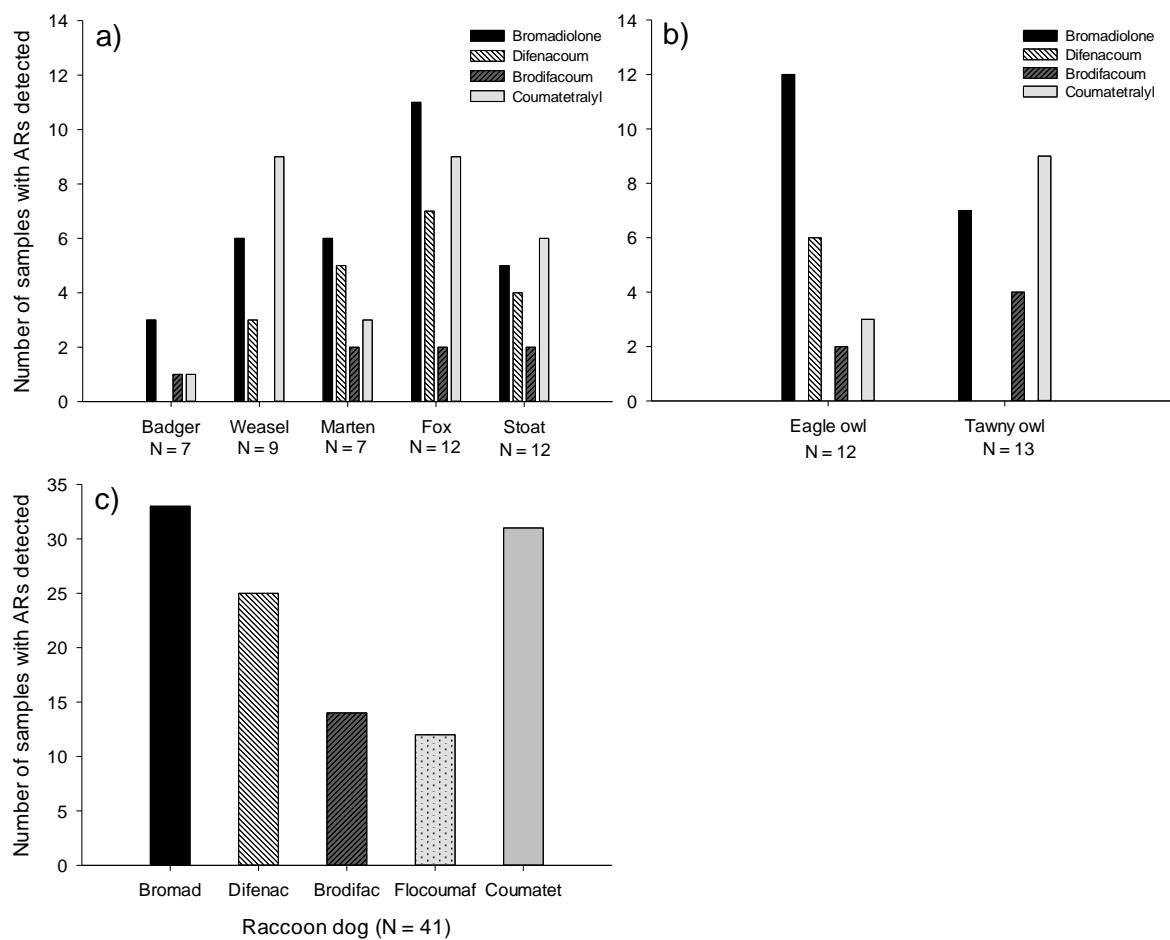 a)
Number of samples with ARs detected
14
12
10
8
6
4
2
0
Bromadiolone
Difenacoum
Brodifacoum
Coumatetralyl
Badger Weasel Marten Fox Stoat
N = 7 N = 9 N = 7 N = 12 N = 12
b)
14
12
10
8
6
4
2
0
Bromadiolone
Difenacoum
Brodifacoum
Coumatetralyl
Eagle owl Tawny owl
N = 12 N = 13
c)
Number of samples with ARs detected
35
30
25
20
15
10
5
0
Bromad Difenac Brodifac Flocoumaf Coumatet
Raccoon dog (N = 41)